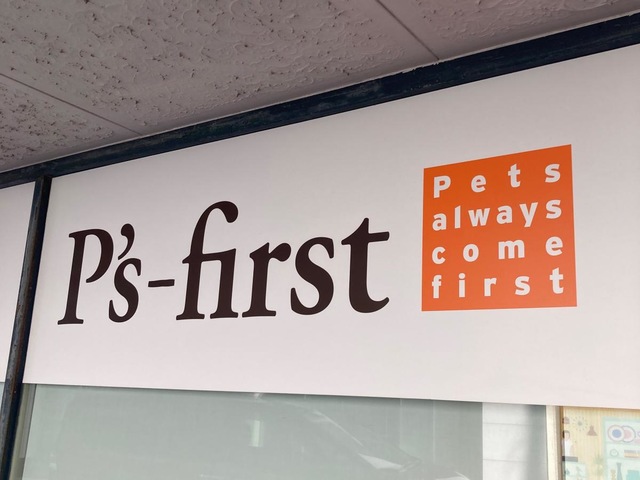 P's-first
Pets
always
come
first